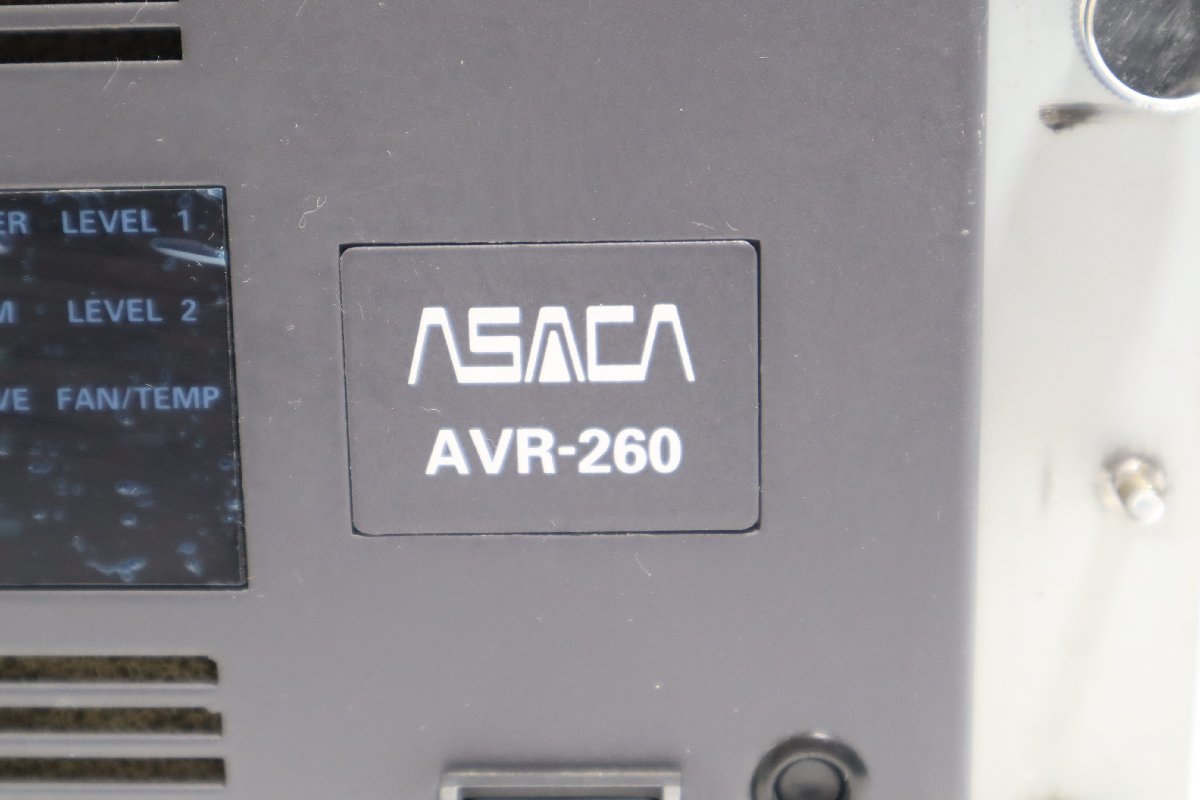 LEVEL 1
LEVEL 2
FAN/TEMP
ASACA
AVR-260